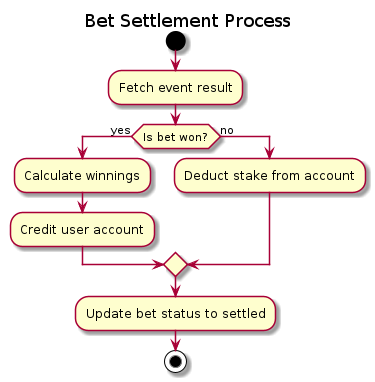 Bet Settlement Process
Fetch event result
yes
Is bet won?
no
Calculate winnings
Deduct stake from account
Credit user account
Update bet status to settled